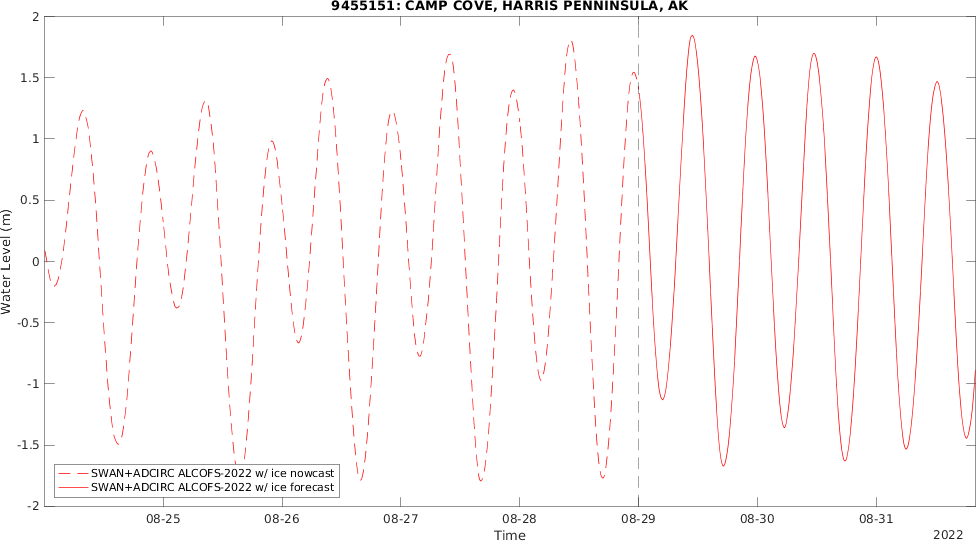 9455151: CAMP COVE, HARRIS PENNINSULA, AK
2
1.5
1
0.5
0
-0.5
-1
-1.5
-2
Water Level (m)
SWAN+ADCIRC ALCOFS-2022 w/ ice nowcast
SWAN+ADCIRC ALCOFS-2022 w/ ice forecast
08-25 08-26 08-27 08-28 08-29 08-30 08-31
Time
2022